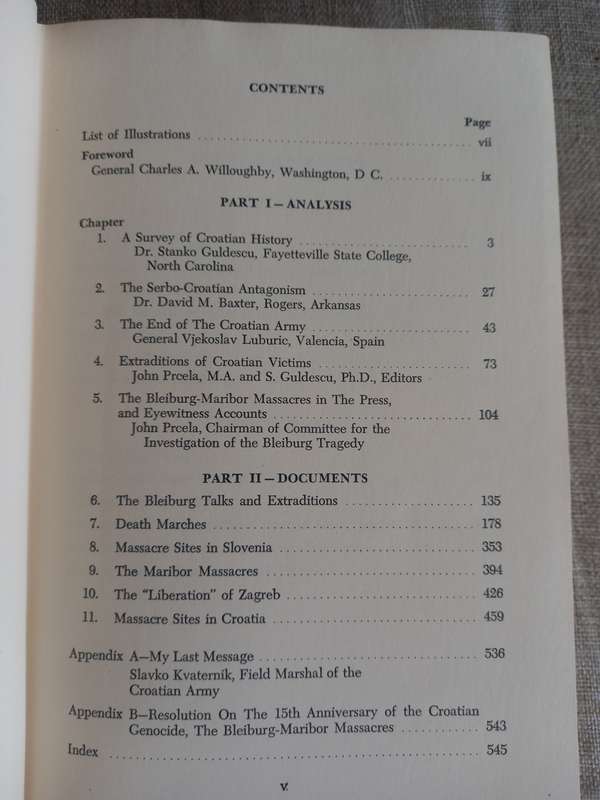 CONTENTS
Page
List of Illustrations vii
Foreword
General Charles A. Willoughby, Washington, D C. ix
PART I — ANALYSIS
Chapter
1. A Survey of Croatian History 3
Dr. Stanko Guldescu, Fayetteville State College,
North Carolina
2. The Serbo-Croatian Antagonism 27
Dr. David M. Baxter, Rogers, Arkansas
3. The End of The Croatian Army 43
General Vjekoslav Luburic, Valencia, Spain
4. Extraditions of Croatian Victims 73
John Prcela, M.A. and S. Guldescu, Ph.D., Editors
5. The Bleiburg-Maribor Massacres in The Press,
and Eyewitness Accounts 104
John Prcela, Chairman of Committee for the
Investigation of the Bleiburg Tragedy
PART II — DOCUMENTS
6. The Bleiburg Talks and Extraditions 135
7. Death Marches 178
8. Massacre Sites in Slovenia 353
9. The Maribor Massacres 394
10. The "Liberation" of Zagreb 426
11. Massacre Sites in Croatia 459
Appendix A—My Last Message 536
Slavko Kvaternik, Field Marshal of the
Croatian Army
Appendix B—Resolution On The 15th Anniversary of the Croatian
Genocide, The Bleiburg-Maribor Massacres 543
Index 545
v